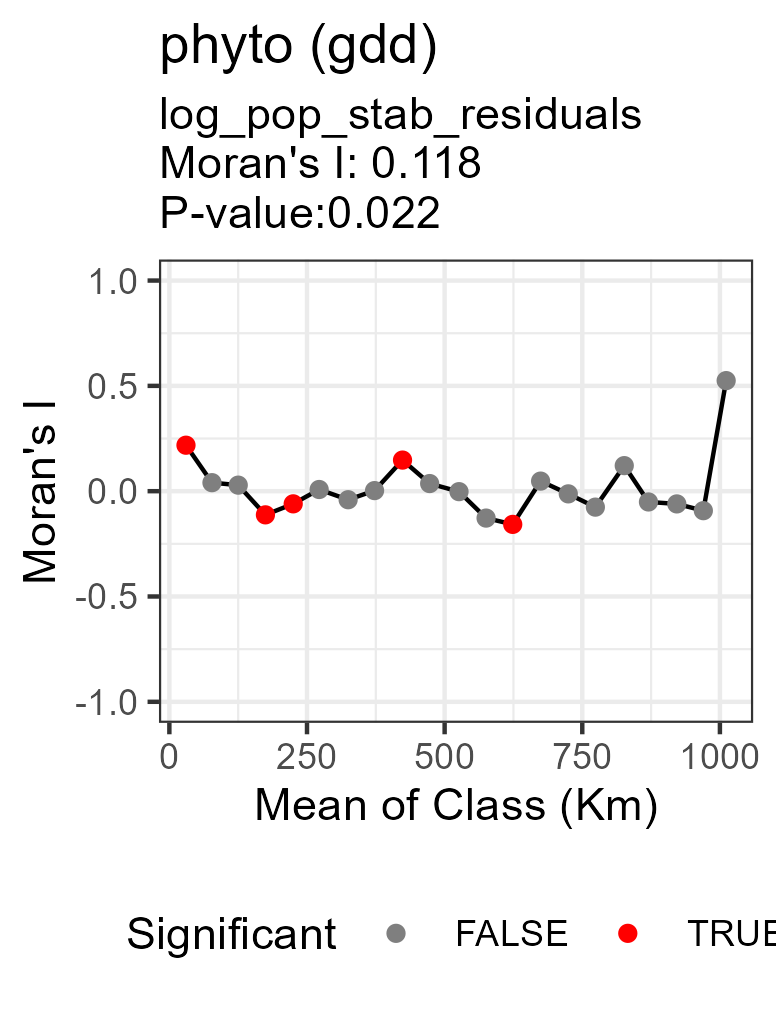 phyto (gdd)
log_pop_stab_residuals
Moran's I: 0.118
P-value:0.022
1.0
0.5
0.0
-0.5
-1.0
Moran's I
0 250 500 750 1000
Mean of Class (Km)
Significant FALSE TRUE